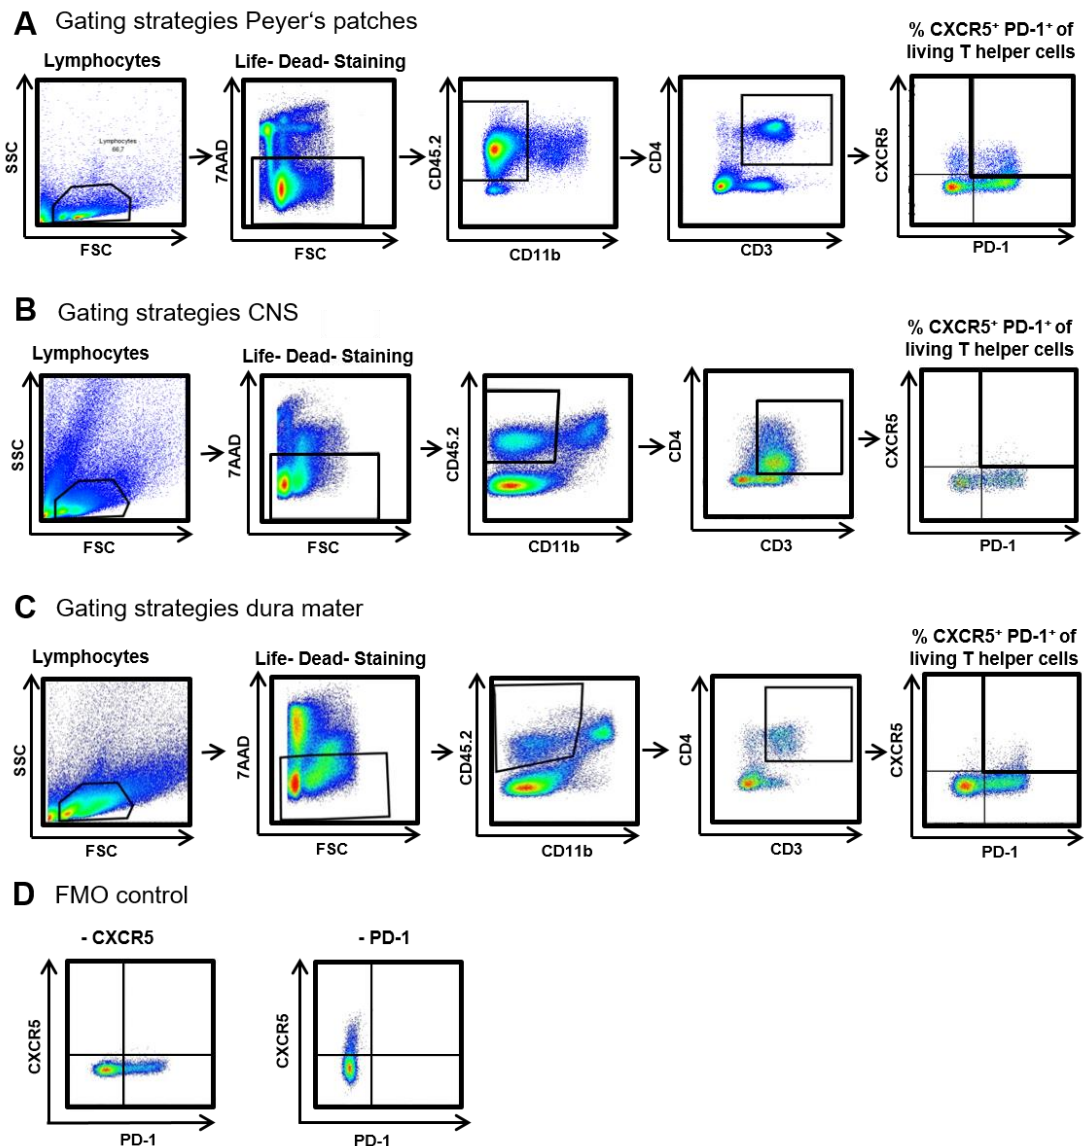 A Gating strategies Peyer‘s patches
Lymphocytes
Life- Dead- Staining
% CXCR5⁺ PD-1⁺ of
living T helper cells
SSC
Lymphocytes
66,7
FSC
7AAD
FSC
CD45.2
CD11b
CD4
CD3
CXCR5
PD-1
B Gating strategies CNS
Lymphocytes
Life- Dead- Staining
% CXCR5⁺ PD-1⁺ of
living T helper cells
SSC
FSC
7AAD
FSC
CD45.2
CD11b
CD4
CD3
CXCR5
PD-1
C Gating strategies dura mater
Lymphocytes
Life- Dead- Staining
% CXCR5⁺ PD-1⁺ of
living T helper cells
SSC
FSC
7AAD
FSC
CD45.2
CD11b
CD4
CD3
CXCR5
PD-1
D FMO control
- CXCR5
- PD-1
CXCR5
PD-1
CXCR5
PD-1